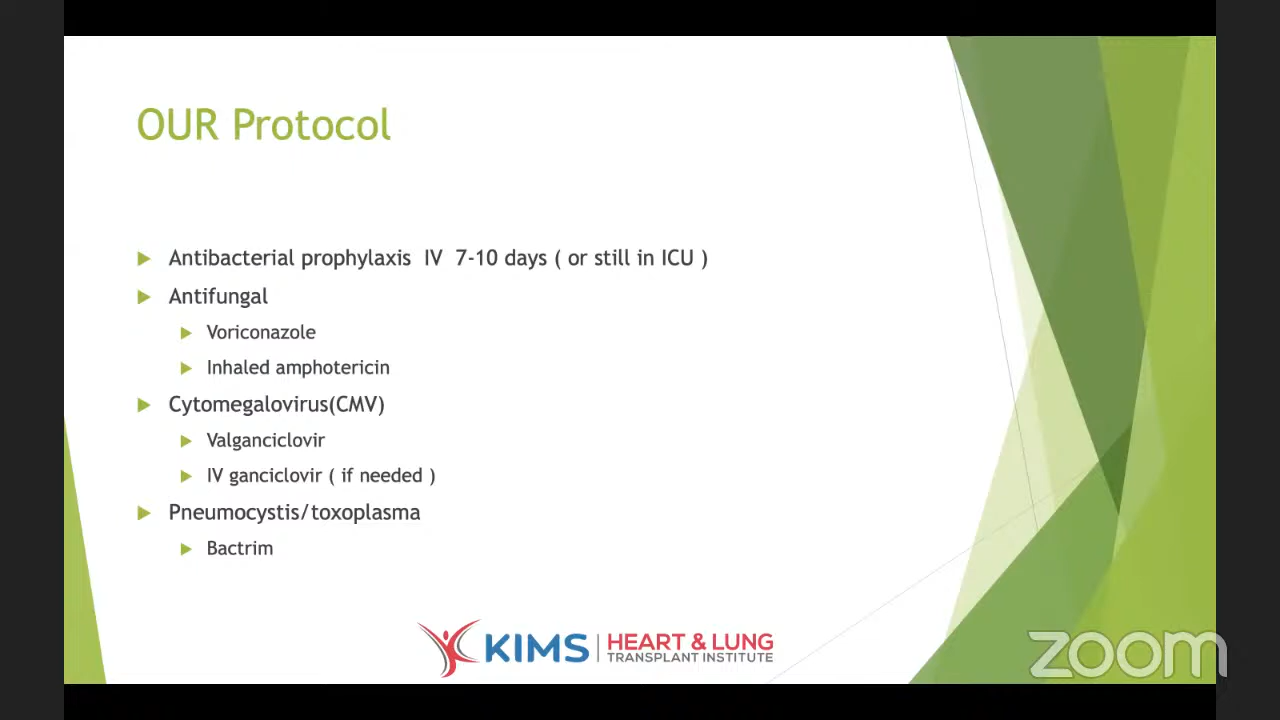 OUR Protocol
Antibacterial prophylaxis IV 7-10 days ( or still in ICU )
Antifungal
Voriconazole
Inhaled amphotericin
Cytomegalovirus(CMV)
Valganciclovir
IV ganciclovir ( if needed )
Pneumocystis/toxoplasma
Bactrim
KIMS HEART & LUNG
TRANSPLANT INSTITUTE
zoom